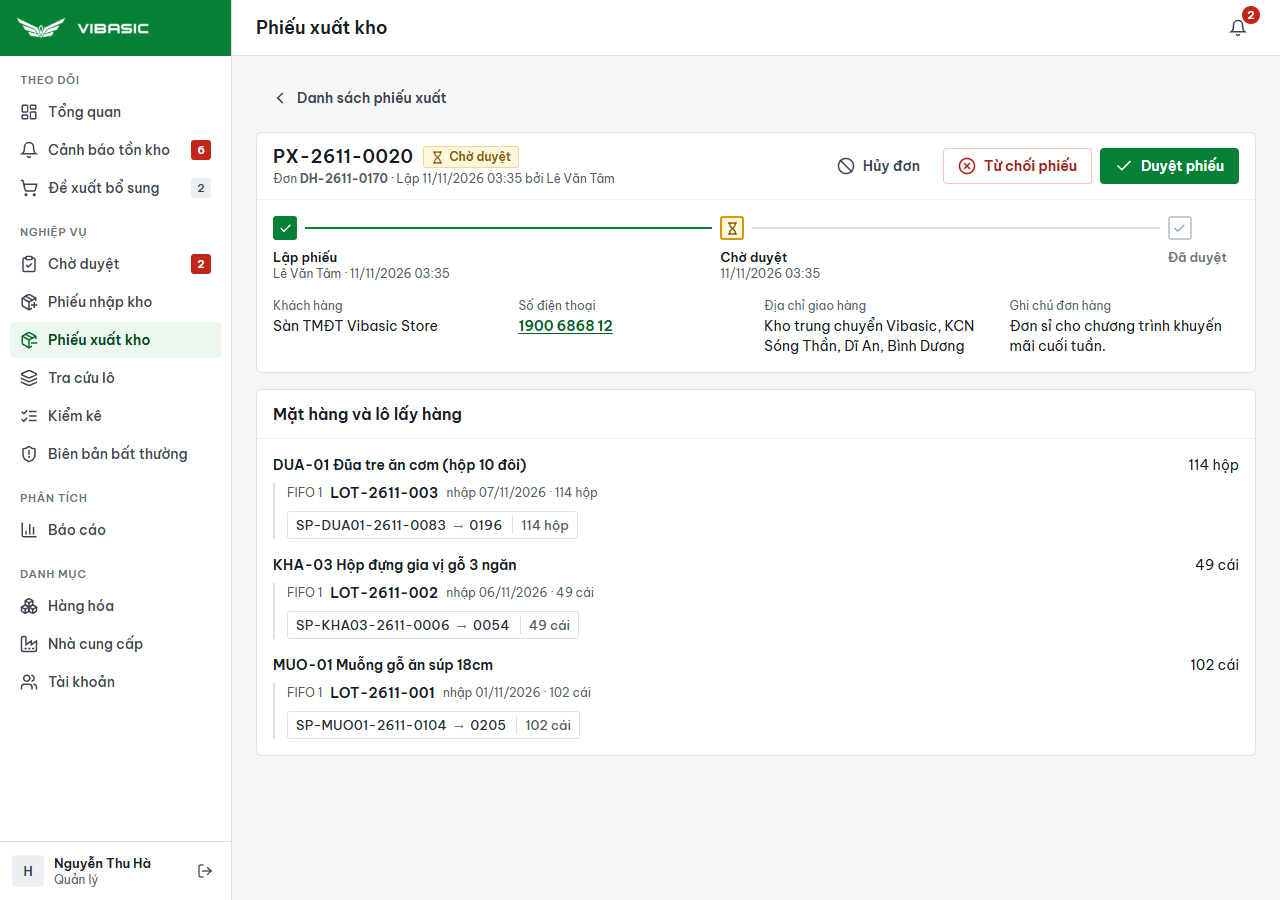 VIBASIC
Phiếu xuất kho
2
THEO DÕI
Tổng quan
Cảnh báo tồn kho 6
Đề xuất bổ sung 2
NGHIỆP VỤ
Chờ duyệt 2
Phiếu nhập kho
Phiếu xuất kho
Tra cứu lô
Kiểm kê
Biên bản bất thường
PHÂN TÍCH
Báo cáo
DANH MỤC
Hàng hóa
Nhà cung cấp
Tài khoản
H
Nguyễn Thu Hà
Quản lý
Danh sách phiếu xuất
PX-2611-0020 Chờ duyệt
Đơn DH-2611-0170 · Lập 11/11/2026 03:35 bởi Lê Văn Tâm
Hủy đơn Từ chối phiếu Duyệt phiếu
Lập phiếu
Lê Văn Tâm · 11/11/2026 03:35
Chờ duyệt
11/11/2026 03:35
Đã duyệt
Khách hàng
Sàn TMĐT Vibasic Store
Số điện thoại
1900 6868 12
Địa chỉ giao hàng
Kho trung chuyển Vibasic, KCN
Sóng Thần, Dĩ An, Bình Dương
Ghi chú đơn hàng
Đơn sỉ cho chương trình khuyến
mãi cuối tuần.
Mặt hàng và lô lấy hàng
DUA-01 Đũa tre ăn cơm (hộp 10 đôi) 114 hộp
FIFO 1 LOT-2611-003 nhập 07/11/2026 · 114 hộp
SP-DUA01-2611-0083 → 0196 114 hộp
KHA-03 Hộp đựng gia vị gỗ 3 ngăn 49 cái
FIFO 1 LOT-2611-002 nhập 06/11/2026 · 49 cái
SP-KHA03-2611-0006 → 0054 49 cái
MUO-01 Muỗng gỗ ăn súp 18cm 102 cái
FIFO 1 LOT-2611-001 nhập 01/11/2026 · 102 cái
SP-MUO01-2611-0104 → 0205 102 cái